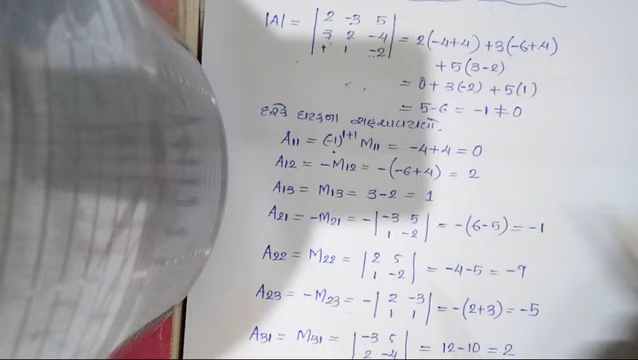 |A| = | 2 -3 5 |
| 3 2 -4 | = 2(-4+4) +3(-6+4)
| 1 1 -2 |
+5(3-2)
= 0+3(-2) +5(1)
= 5-6 = -1 ≠ 0
દરેક ઘટકના સહઅવયવો.
A11 = (-1)^1+1 M11 = -4+4 = 0
A12 = -M12 = -(-6+4) = 2
A13 = M13 = 3-2 = 1
A21 = -M21 = - | -3 5 | = -(6-5) = -1
| 1 -2 |
A22 = M22 = | 2 5 | = -4-5 = -9
| 1 -2 |
A23 = -M23 = - | 2 -3 | = -(2+3) = -5
| 1 1 |
A31 = M31 = | -3 5 | = 12-10 = 2
| 2 -4 |